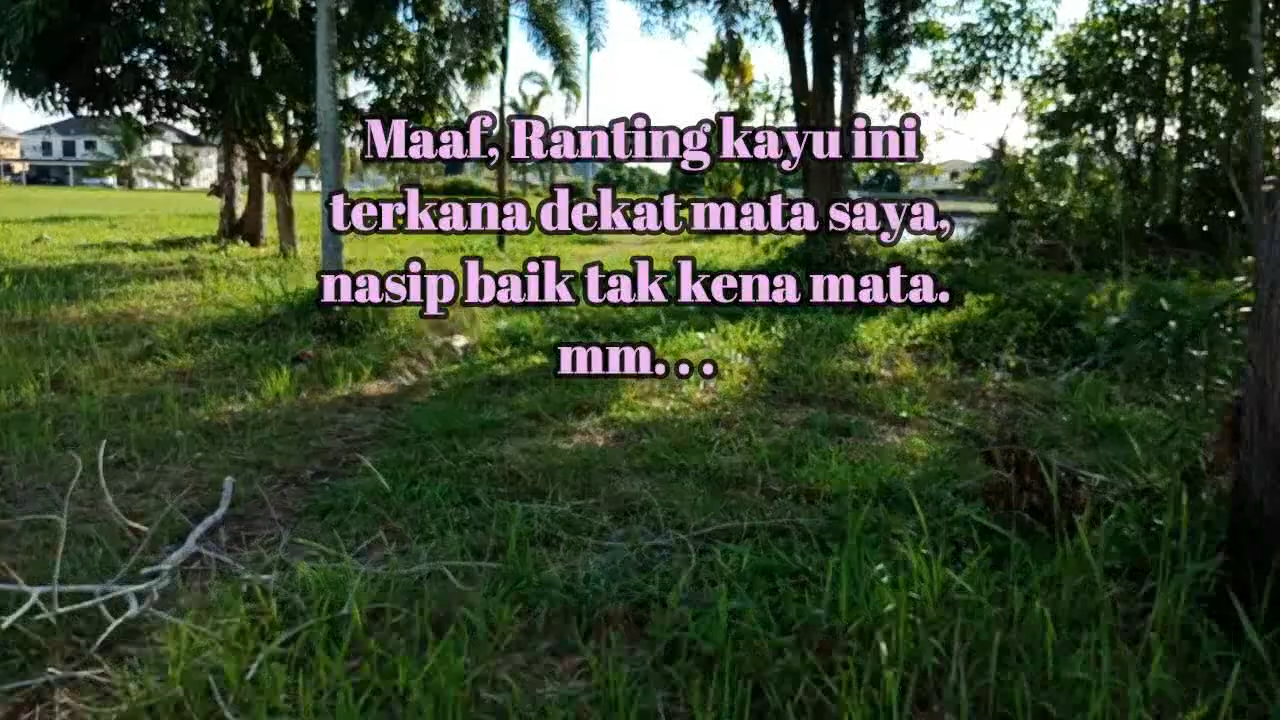 Maaf, Ranting kayu ini
terkana dekat mata saya,
nasip baik tak kena mata.
mm. . .